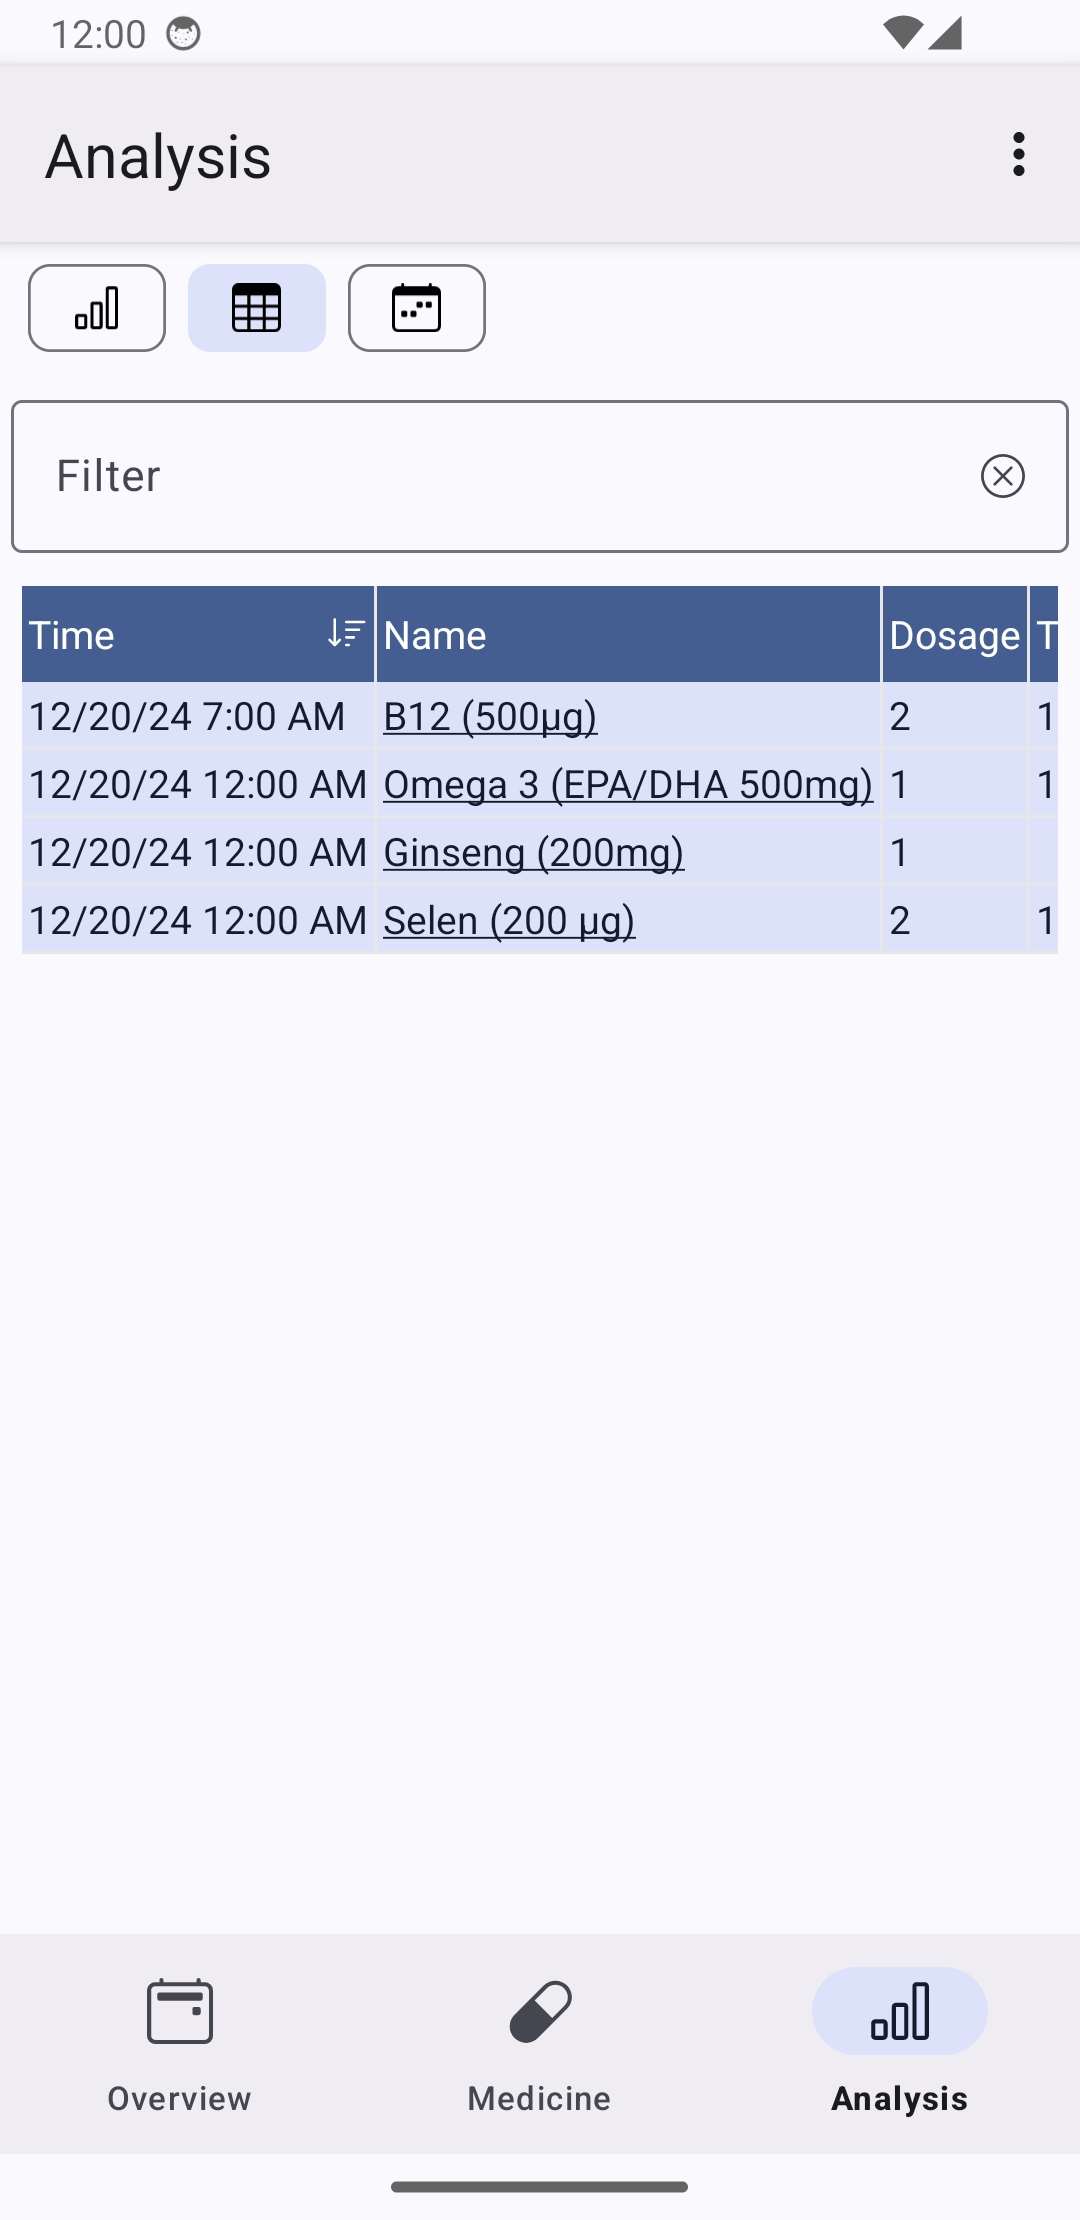 12:00
Analysis
Filter
Time Name Dosage T
12/20/24 7:00 AM B12 (500µg) 2 1
12/20/24 12:00 AM Omega 3 (EPA/DHA 500mg) 1 1
12/20/24 12:00 AM Ginseng (200mg) 1
12/20/24 12:00 AM Selen (200 µg) 2 1
Overview Medicine Analysis